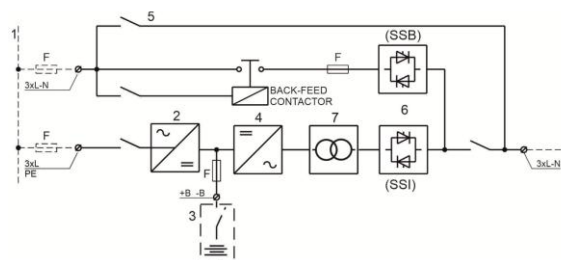 5
1
(SSB)
F
F
3xL-N
BACK-FEED
CONTACTOR
2
4
7
6
F
3xL
PE
F
3xL-N
+B -B
(SSI)
3